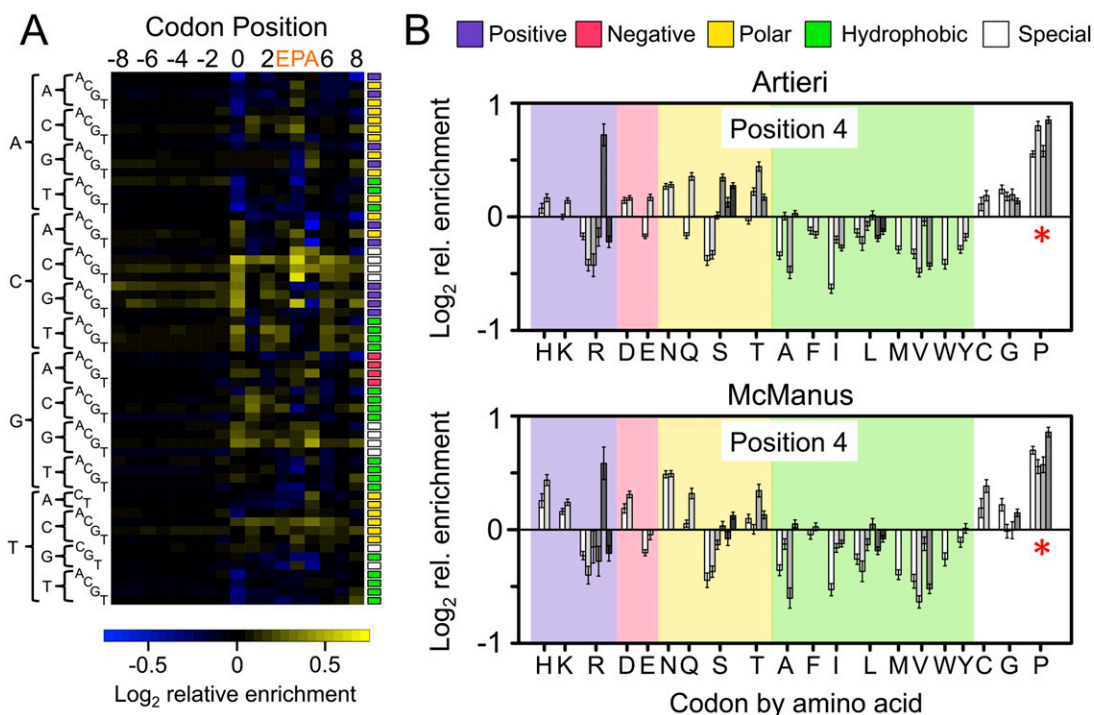 A
Codon Position
-8 -6 -4 -2 0 2 E P A 6 8
A
A A C G T
C A C G T
G A C G T
T A C G T
C
A A C G T
C A C G T
G A C G T
T A C G T
G
A A C G T
C A C G T
G A C G T
T A C G T
T
A C T
C A C G T
G C G T
T A C G T
-0.5 0 0.5
Log2 relative enrichment
B
Positive Negative Polar Hydrophobic Special
Artieri
Log2 rel. enrichment
1
0
-1
Position 4
*
H K R D E N Q S T A F I L M V W Y C G P
McManus
Log2 rel. enrichment
1
0
-1
Position 4
*
H K R D E N Q S T A F I L M V W Y C G P
Codon by amino acid